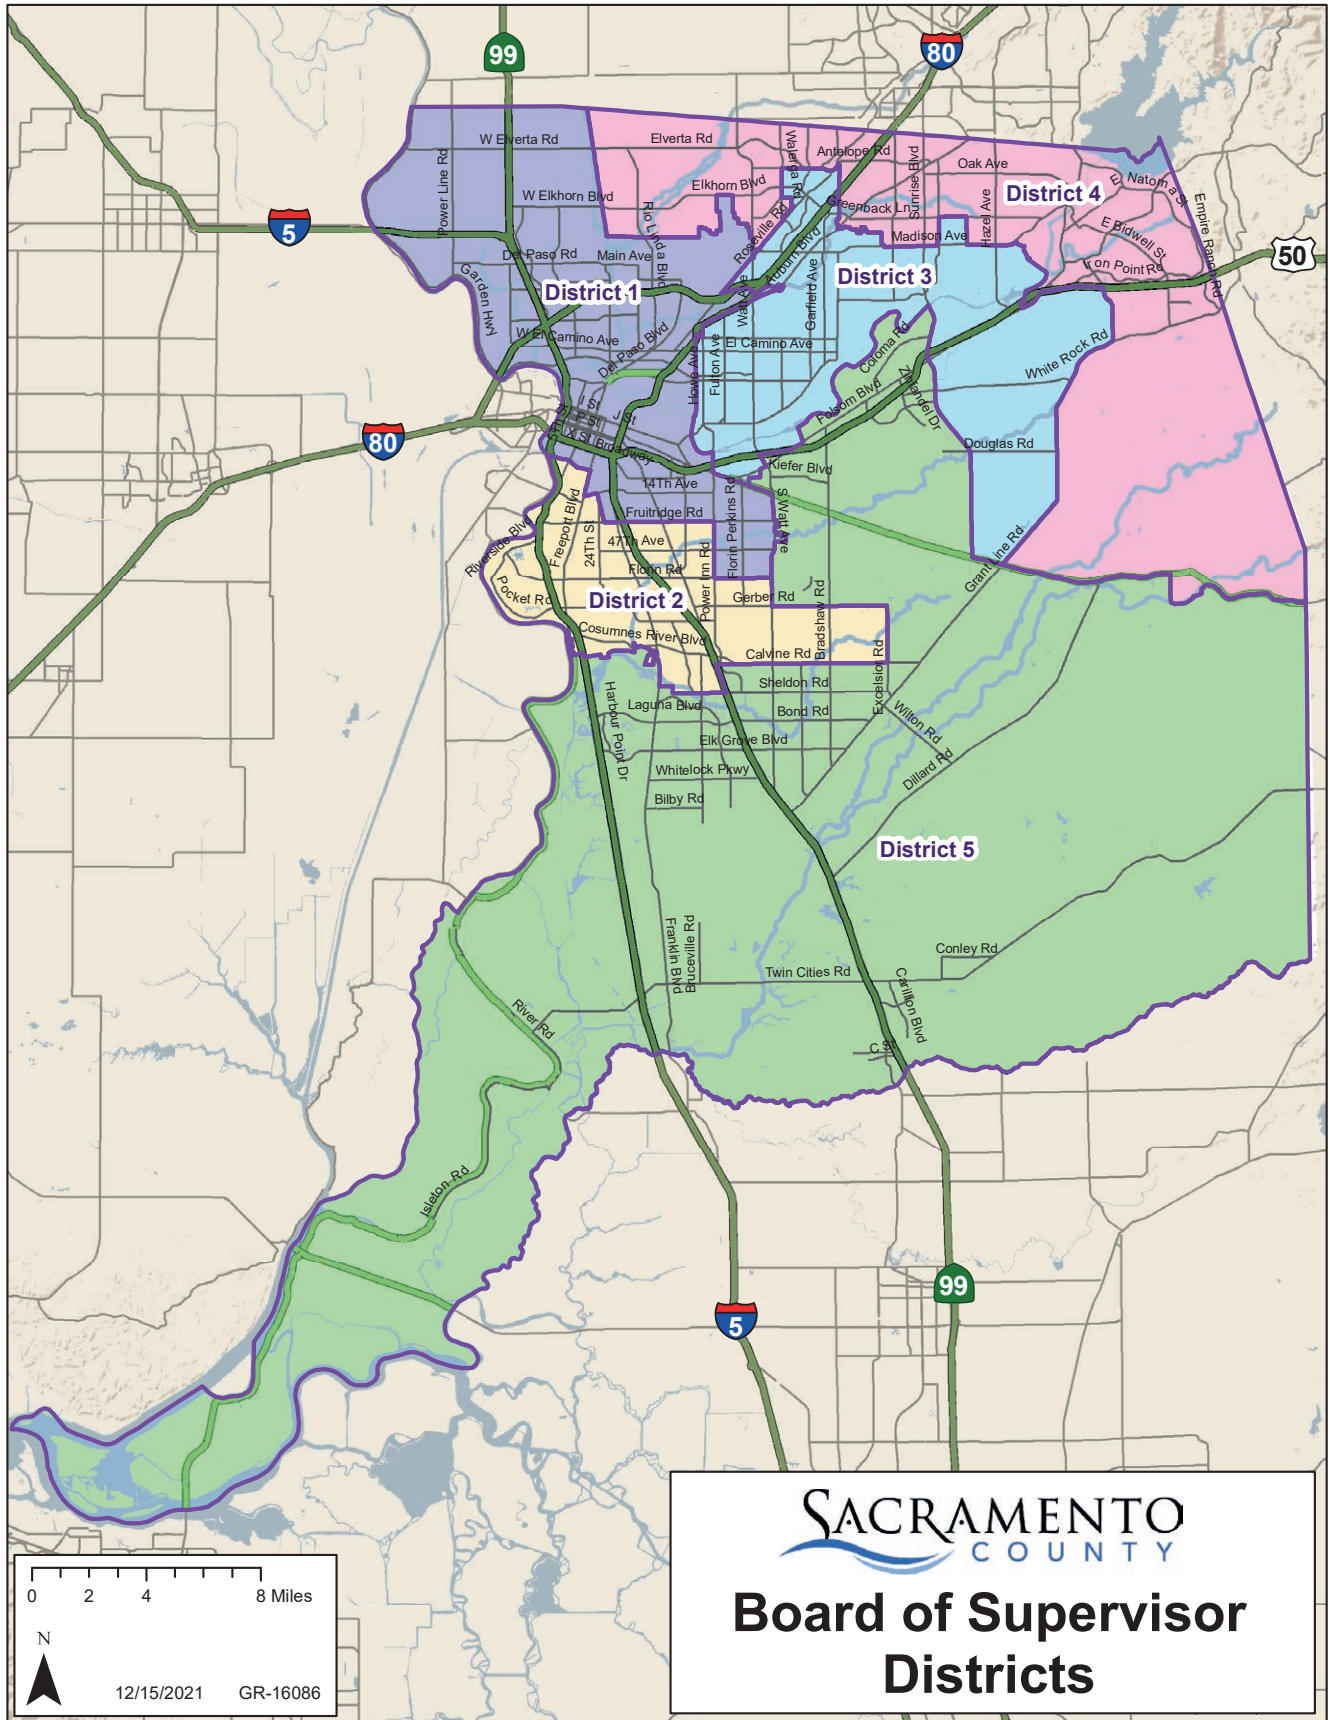 99
80
W Elverta Rd
Elverta Rd
Walerga Rd
Antelope Rd
Sunrise Blvd
Oak Ave
Power Line Rd
W Elkhorn Blvd
Elkhorn Blvd
District 4
E Natoma St
Empire Ranch Rd
Rio Linda Blvd
Roseville Rd
Greenback Ln
Hazel Ave
Madison Ave
E Bidwell St
Iron Point Rd
5
50
Del Paso Rd
Main Ave
Auburn Blvd
Garden Hwy
District 1
District 3
Watt Ave
Garfield Ave
W El Camino Ave
Del Paso Blvd
El Camino Ave
Howe Ave
Fulton Ave
Coloma Rd
Zinfandel Dr
White Rock Rd
Folsom Blvd
I St
J St
P St
5Th St
X St
Broadway
80
Douglas Rd
Kiefer Blvd
14Th Ave
Fruitridge Rd
Florin Perkins Rd
S Watt Ave
Freeport Blvd
24Th St
47Th Ave
Riverside Blvd
Florin Rd
Power Inn Rd
Grant Line Rd
Pocket Rd
District 2
Gerber Rd
Bradshaw Rd
Cosumnes River Blvd
Calvine Rd
Excelsior Rd
Sheldon Rd
Harbour Point Dr
Laguna Blvd
Bond Rd
Wilton Rd
Elk Grove Blvd
Whitelock Pkwy
Dillard Rd
Bilby Rd
District 5
Franklin Blvd
Bruceville Rd
Conley Rd
Twin Cities Rd
Carillion Blvd
River Rd
C St
Isleton Rd
99
5
SACRAMENTO
COUNTY
Board of Supervisor
Districts
0 2 4 8 Miles
N
12/15/2021 GR-16086